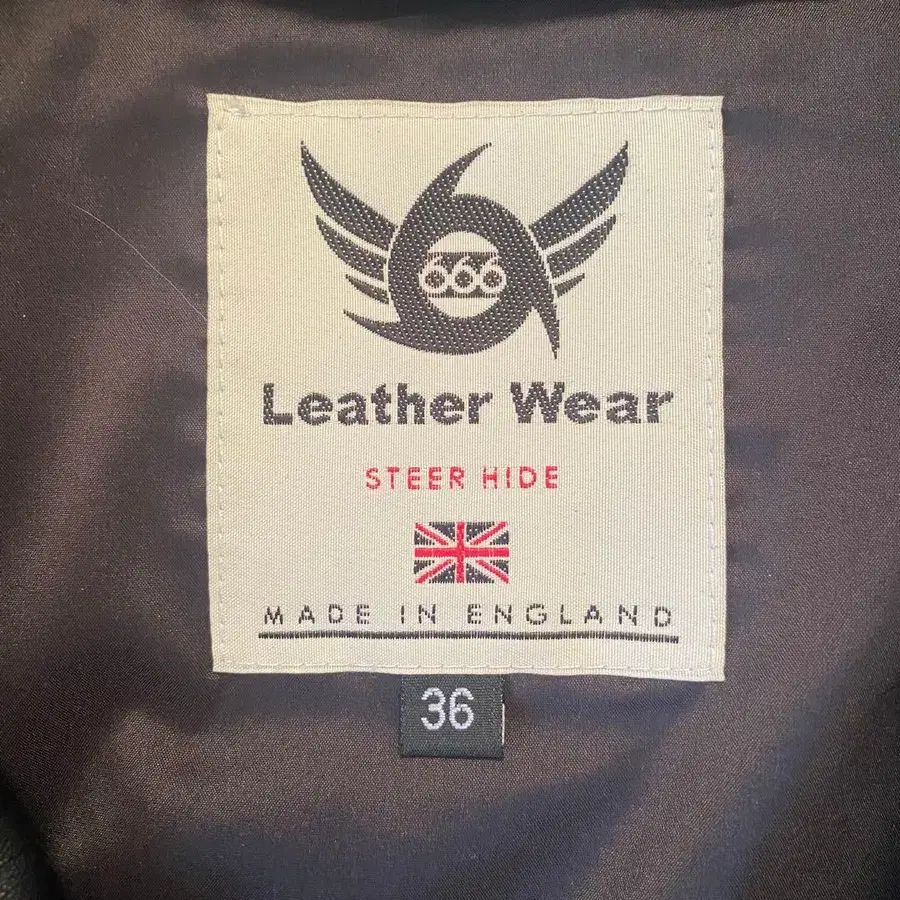 666
Leather Wear
STEER HIDE
MADE IN ENGLAND
36